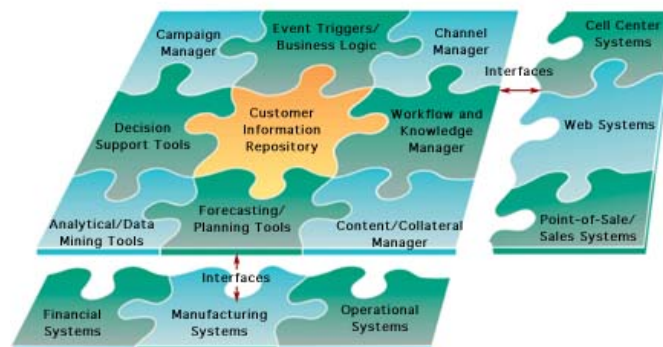 Campaign
Manager
Event Triggers/
Business Logic
Channel
Manager
Cell Center
Systems
Interfaces
Decision
Support Tools
Customer
Information
Repository
Workflow and
Knowledge
Manager
Web Systems
Analytical/Data
Mining Tools
Forecasting/
Planning Tools
Content/Collateral
Manager
Point-of-Sale/
Sales Systems
Interfaces
Financial
Systems
Manufacturing
Systems
Operational
Systems